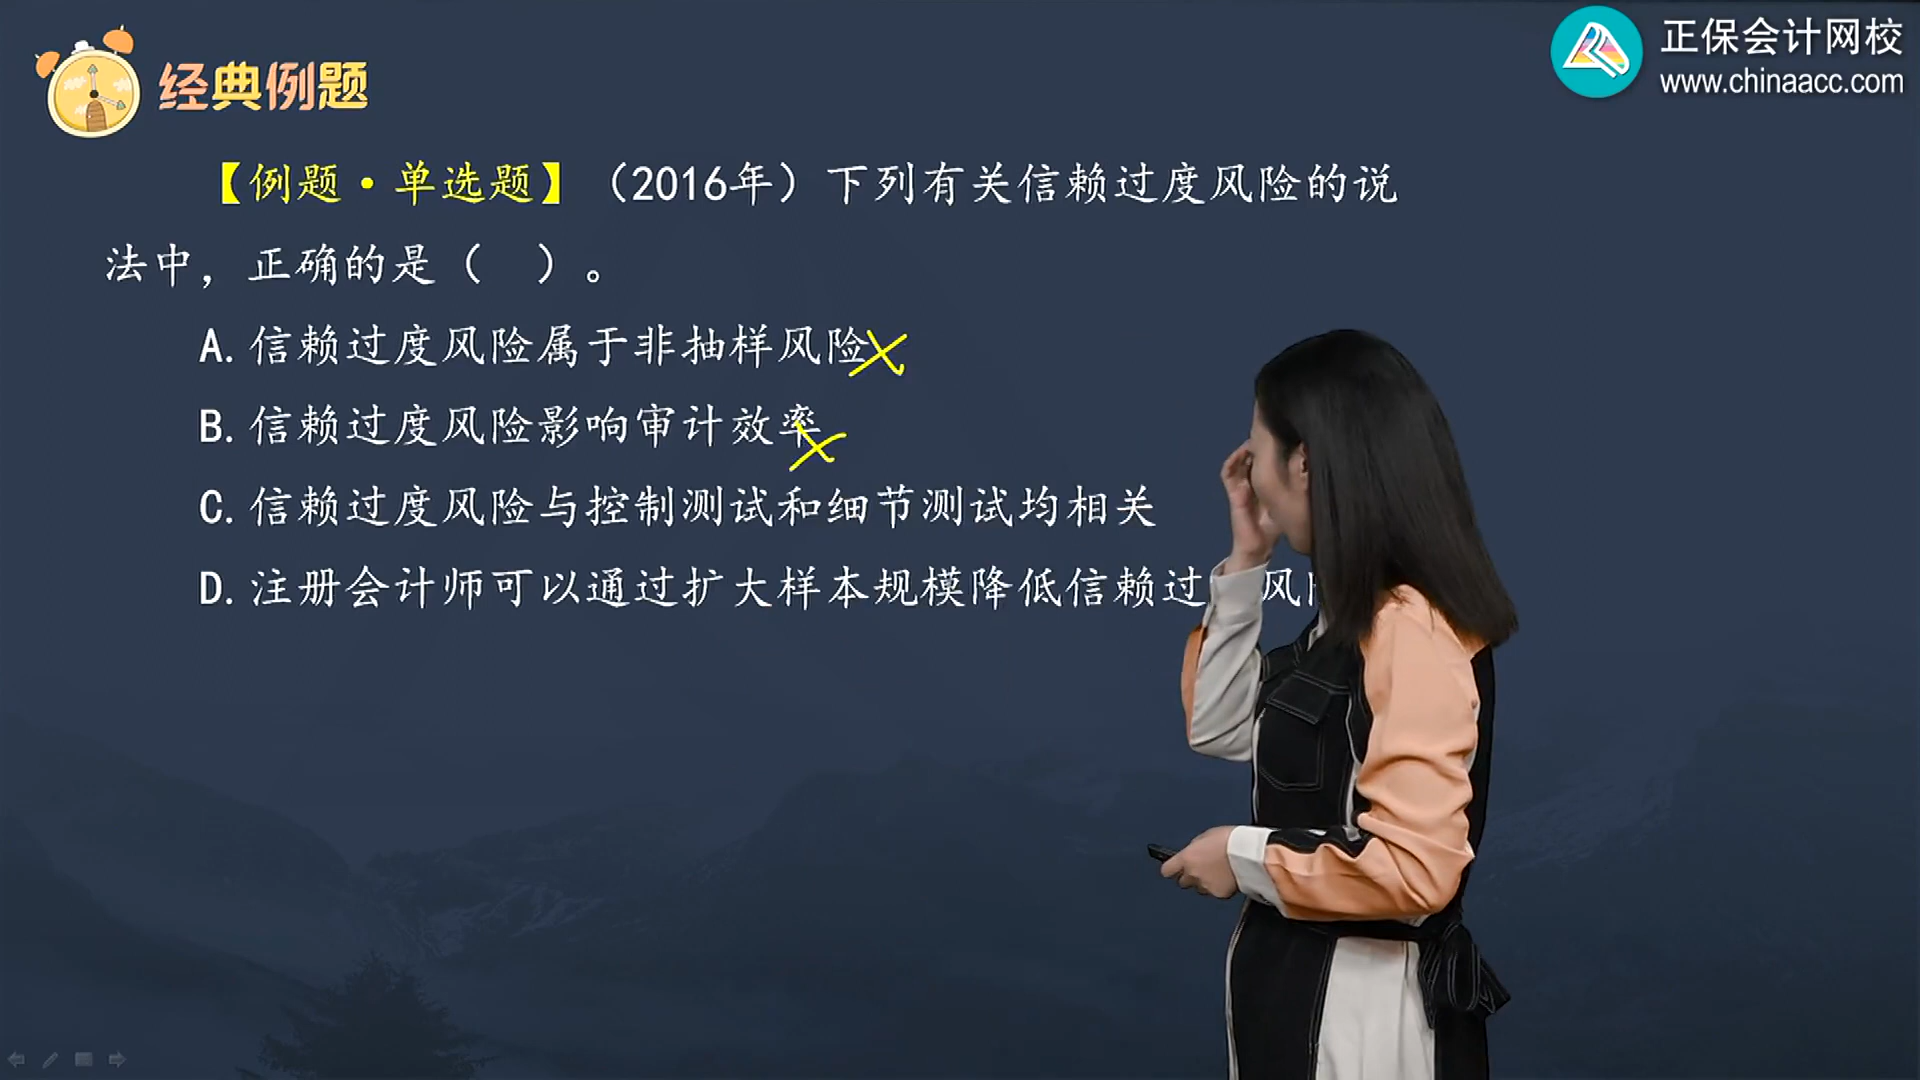 正保会计网校
www.chinaacc.com
经典例题
【例题·单选题】（2016年）下列有关信赖过度风险的说
法中，正确的是（ ）。
A.信赖过度风险属于非抽样风险
B.信赖过度风险影响审计效率
C.信赖过度风险与控制测试和细节测试均相关
D.注册会计师可以通过扩大样本规模降低信赖过 风